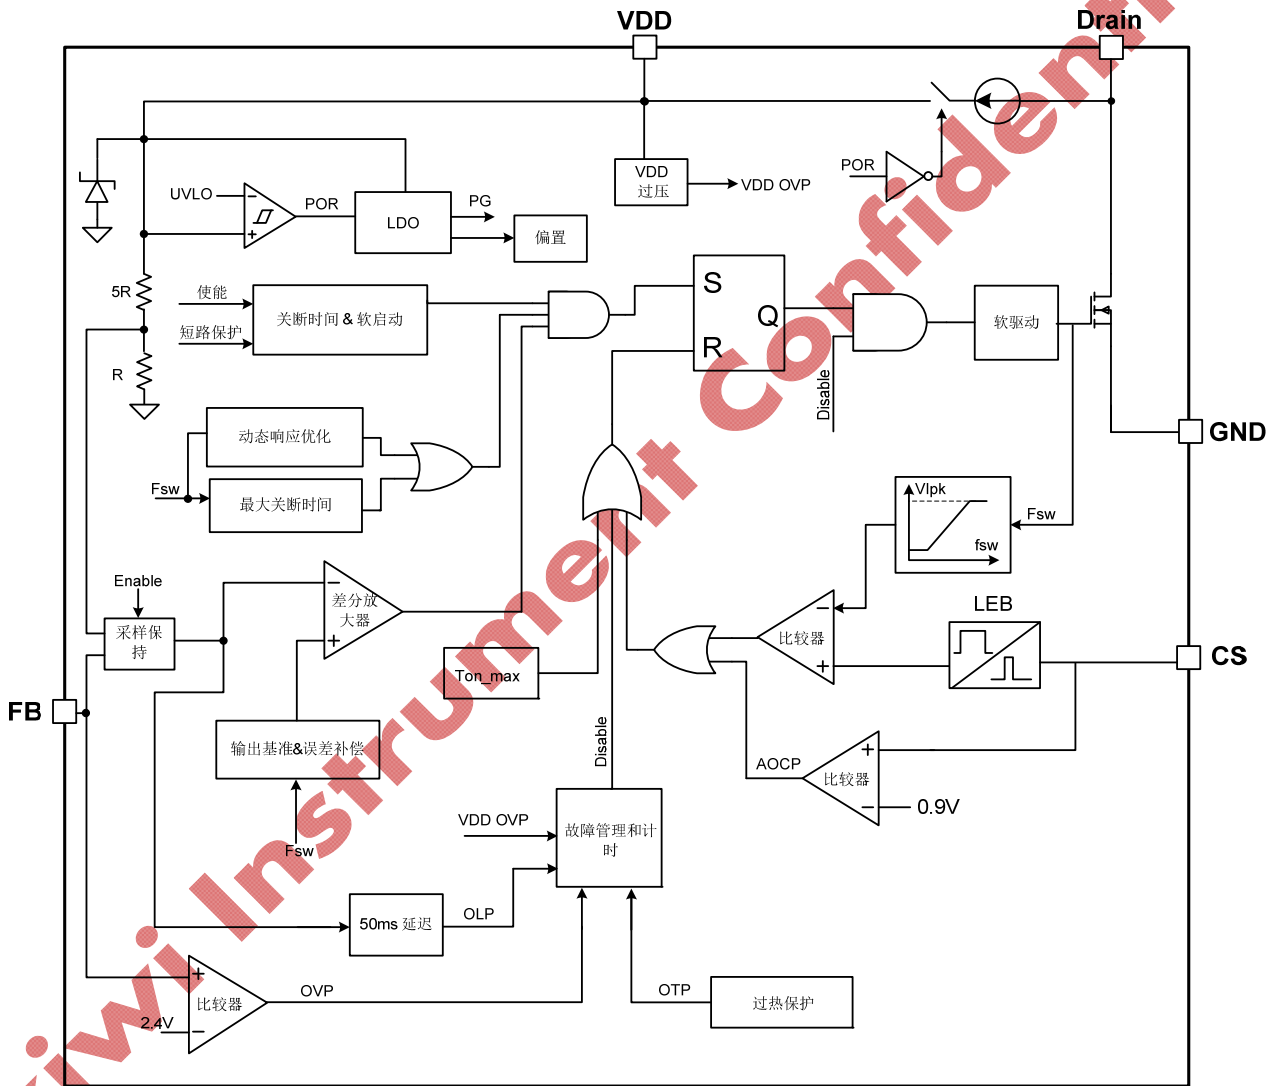 VDD
Drain
POR
VDD
过压
VDD OVP
UVLO
POR
LDO
PG
偏置
5R
R
使能
短路保护
关断时间 & 软启动
S
R
Q
Disable
软驱动
GND
动态响应优化
Fsw
最大关断时间
VIpk
fsw
Fsw
LEB
Enable
采样保
持
差分放
大器
比较器
CS
Ton_max
FB
输出基准&误差补偿
Fsw
Disable
AOCP
比较器
0.9V
VDD OVP
故障管理和计
时
50ms 延迟
OLP
OVP
比较器
2.4V
OTP
过热保护
iwi Instrument Confident